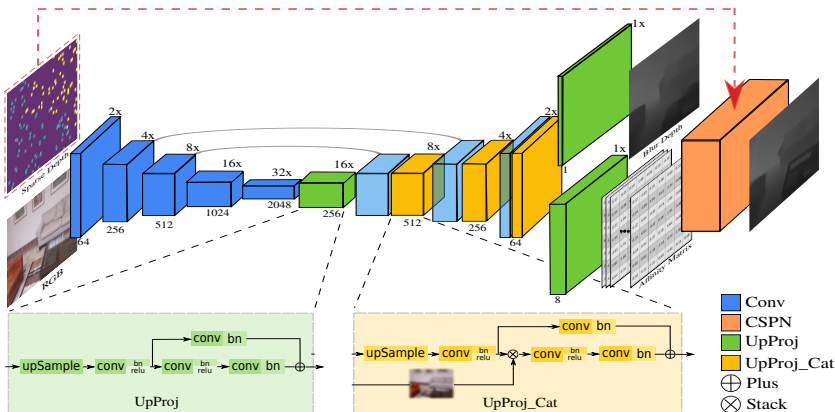 1x
2x
2x
4x
4x
8x
8x
16x
16x
32x
1x
Sparse Depth
RGB
Blur Depth
Affinity Matrix
64
256
512
1024
2048
256
512
256
64
1
8
Conv
CSPN
UpProj
UpProj_Cat
Plus
Stack
conv bn
upSample conv bn relu conv bn relu conv bn
UpProj
conv bn
upSample conv bn relu conv bn relu conv bn
UpProj_Cat